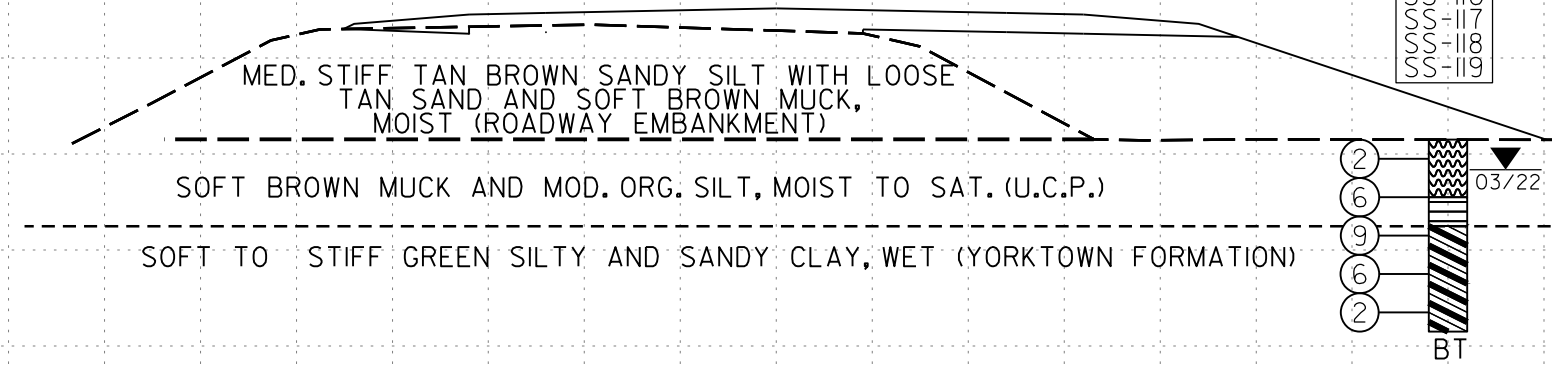 SS-117
SS-118
SS-119
MED. STIFF TAN BROWN SANDY SILT WITH LOOSE
TAN SAND AND SOFT BROWN MUCK,
MOIST (ROADWAY EMBANKMENT)
2
03/22
SOFT BROWN MUCK AND MOD. ORG. SILT, MOIST TO SAT. (U.C.P.)
6
9
SOFT TO STIFF GREEN SILTY AND SANDY CLAY, WET (YORKTOWN FORMATION)
6
2
BT